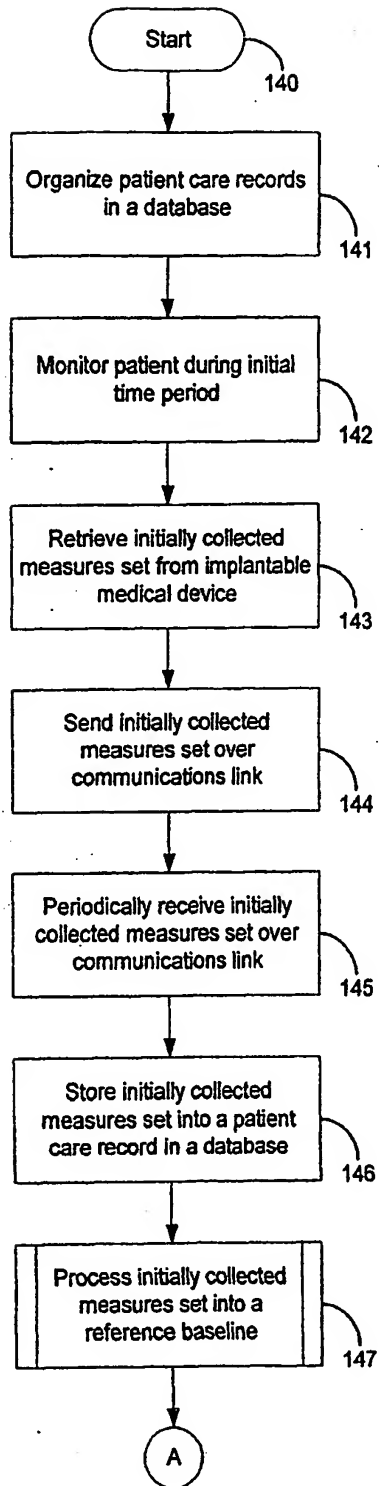 Start
140
Organize patient care records
in a database
141
Monitor patient during initial
time period
142
Retrieve initially collected
measures set from implantable
medical device
143
Send initially collected
measures set over
communications link
144
Periodically receive initially
collected measures set over
communications link
145
Store initially collected
measures set into a patient
care record in a database
146
Process initially collected
measures set into a
reference baseline
147
A